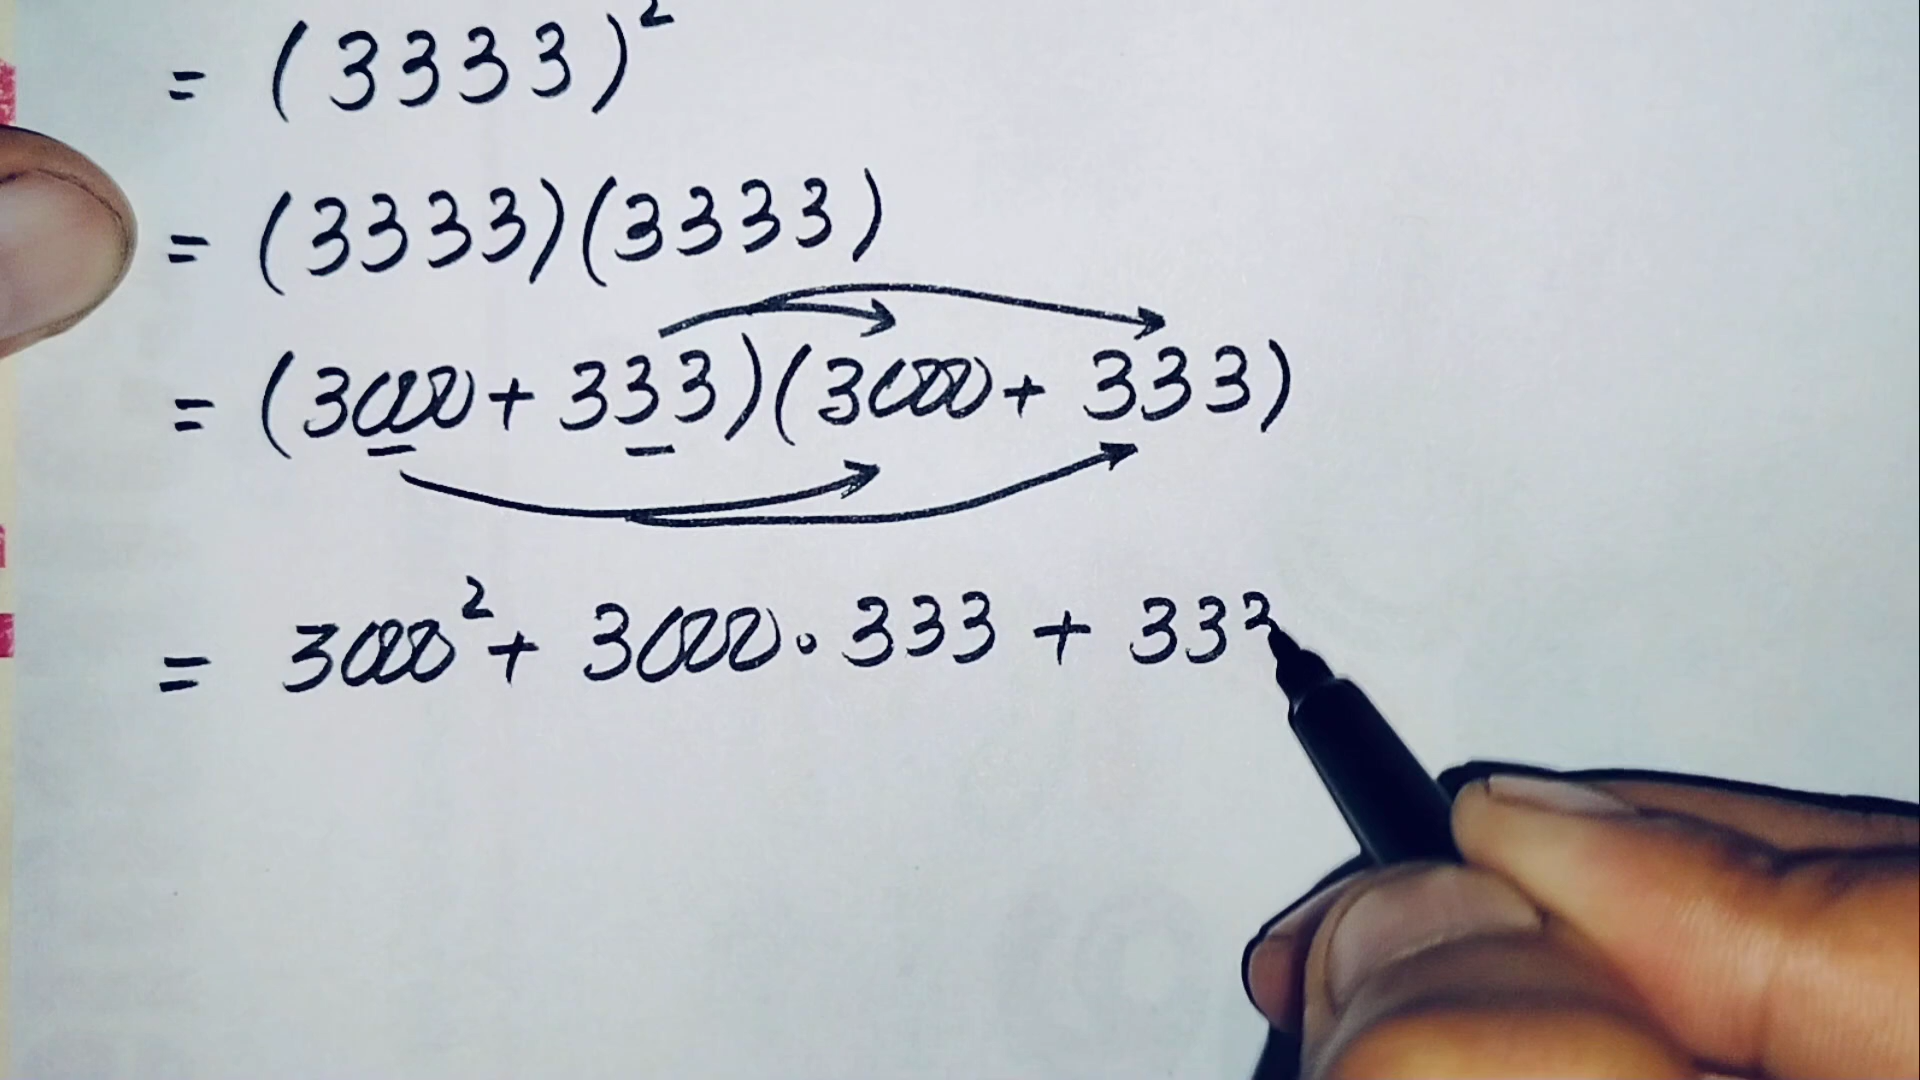 = (3333)²
= (3333)(3333)
= (3000 + 333)(3000 + 333)
= 3000² + 3000 . 333 + 333